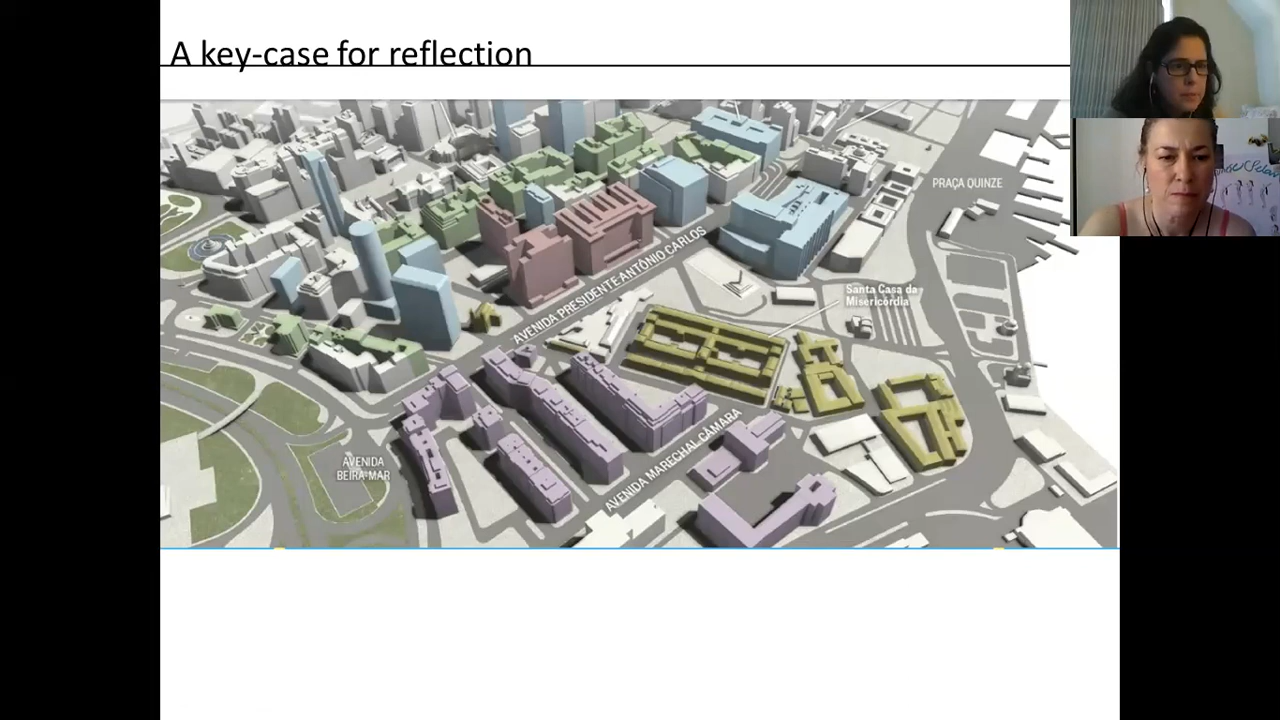 A key-case for reflection
PRAÇA QUINZE
AVENIDA PRESIDENTE ANTÔNIO CARLOS
Santa Casa da
Misericórdia
AVENIDA MARECHAL CÂMARA
AVENIDA
BEIRA-MAR